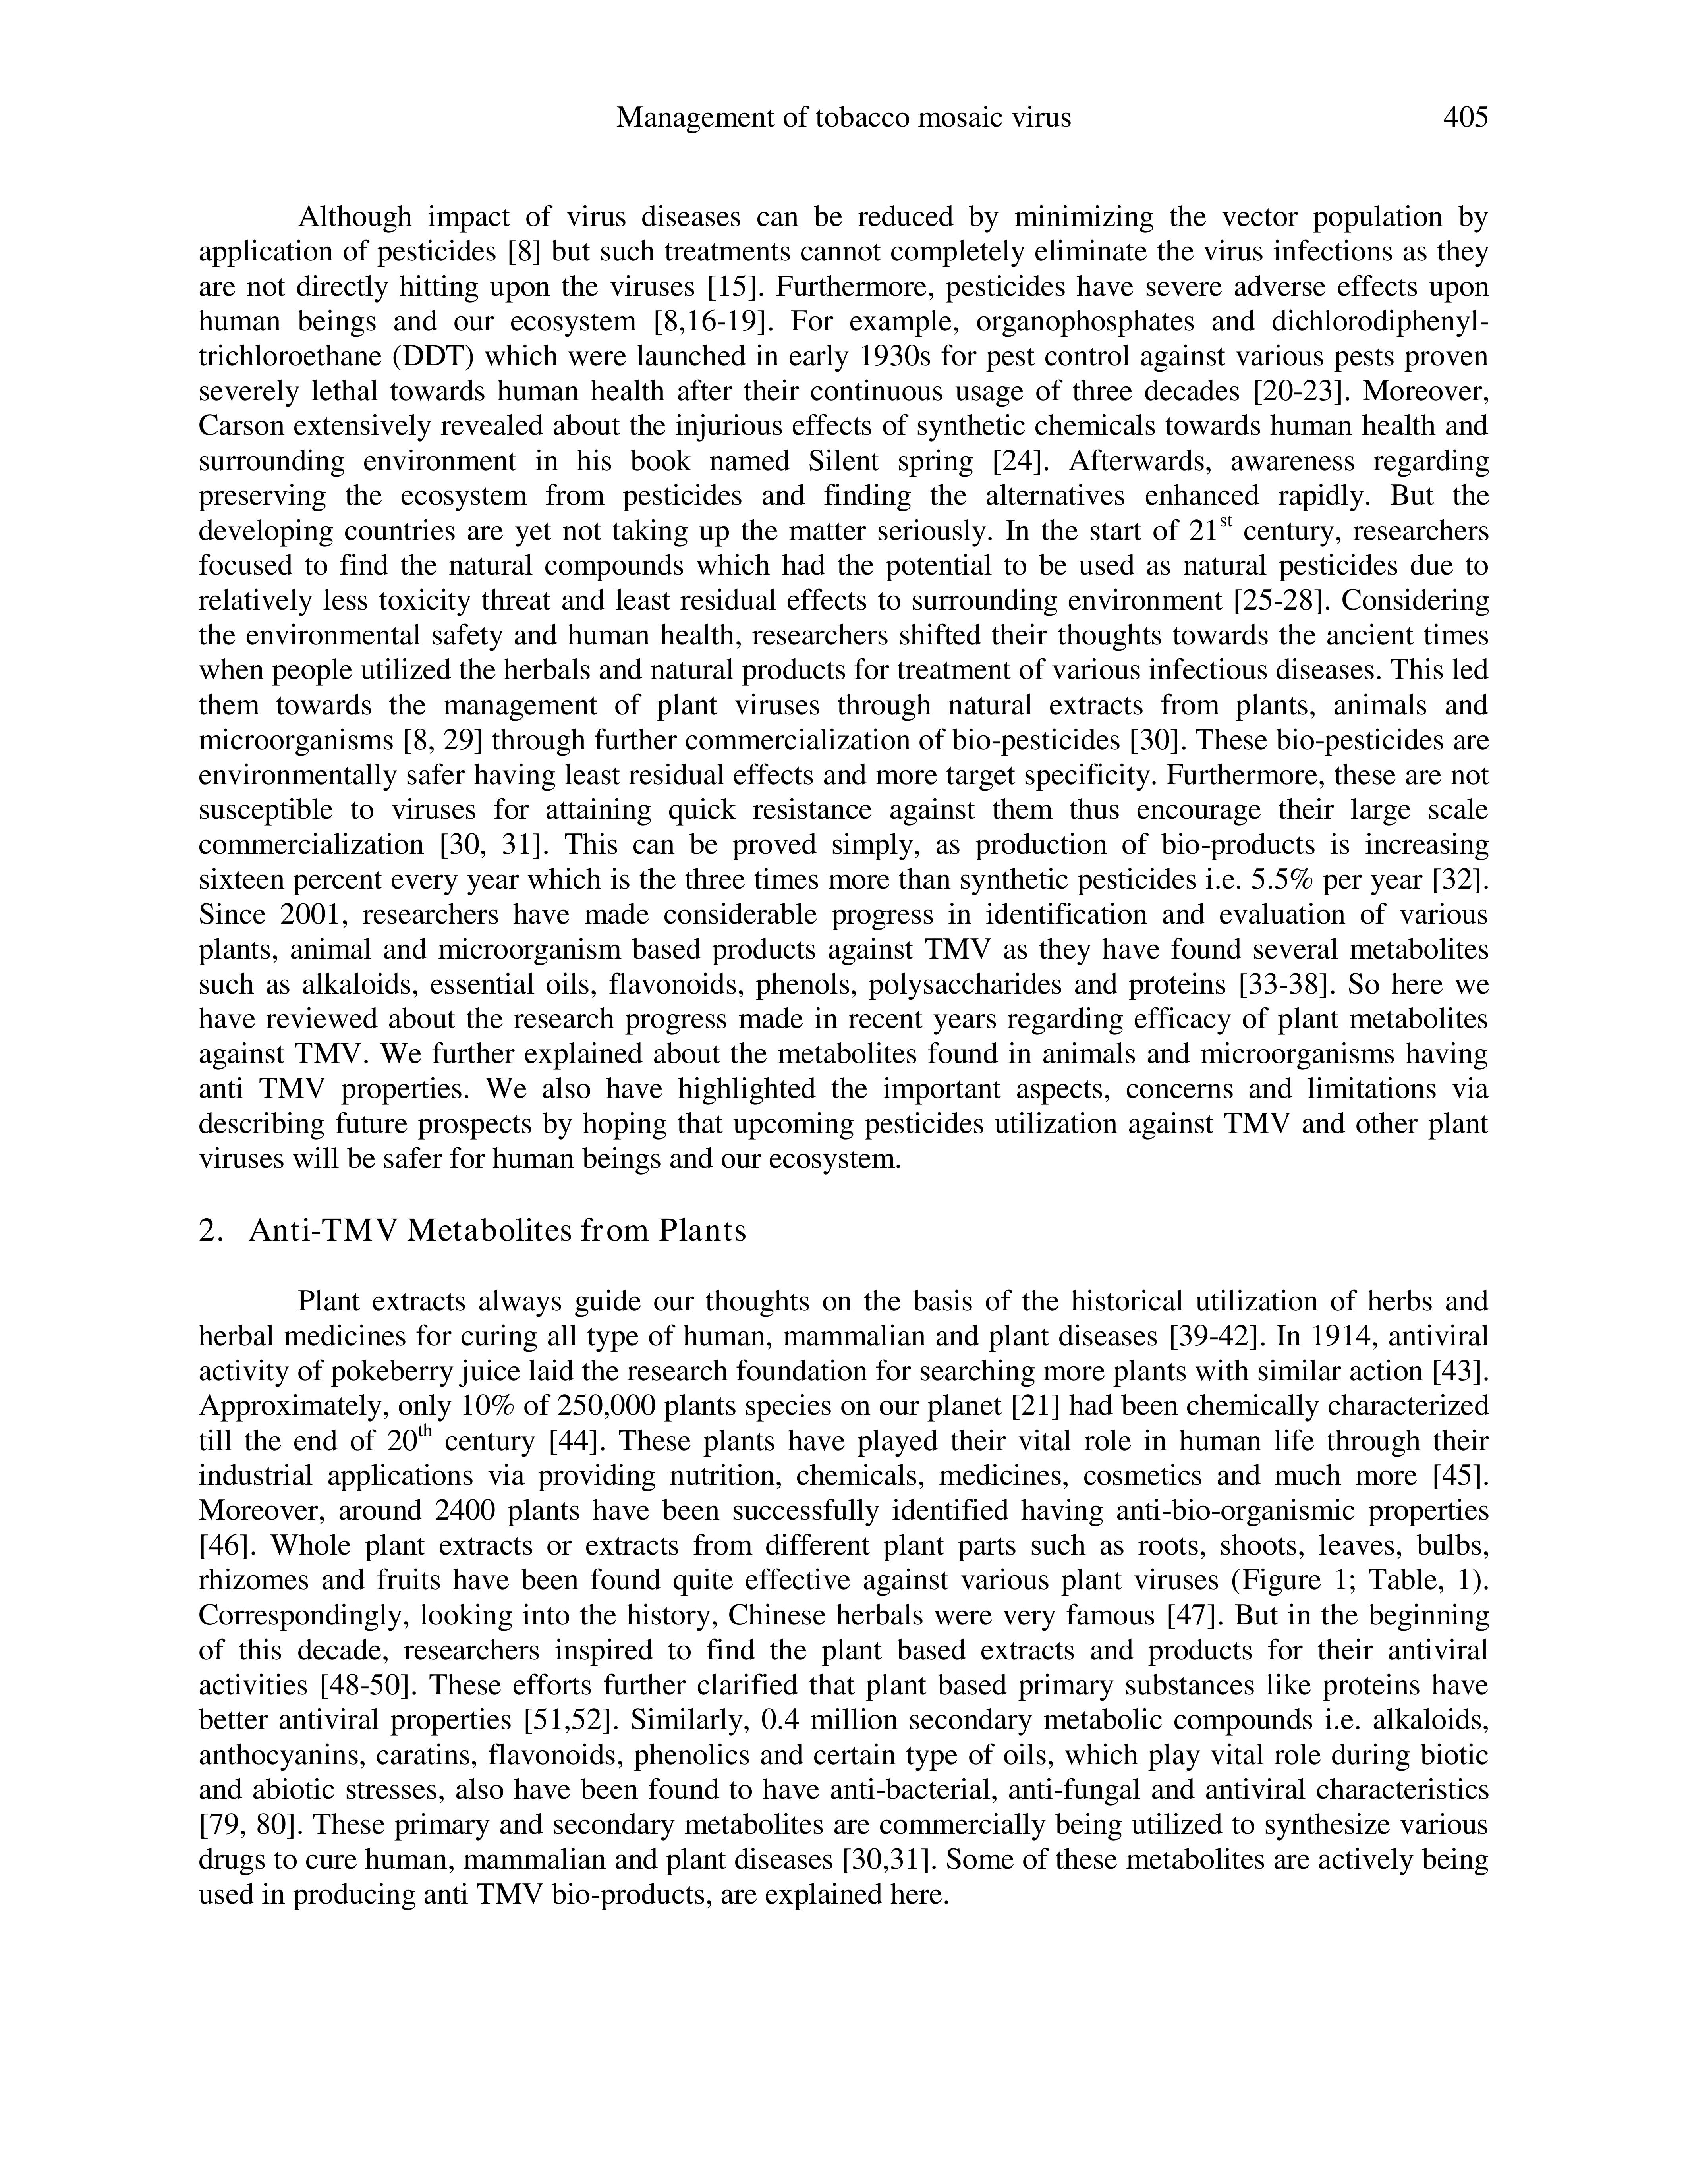 Management of tobacco mosaic virus 405
Although impact of virus diseases can be reduced by minimizing the vector population by
application of pesticides [8] but such treatments cannot completely eliminate the virus infections as they
are not directly hitting upon the viruses [15]. Furthermore, pesticides have severe adverse effects upon
human beings and our ecosystem [8,16-19]. For example, organophosphates and dichlorodiphenyl-
trichloroethane (DDT) which were launched in early 1930s for pest control against various pests proven
severely lethal towards human health after their continuous usage of three decades [20-23]. Moreover,
Carson extensively revealed about the injurious effects of synthetic chemicals towards human health and
surrounding environment in his book named Silent spring [24]. Afterwards, awareness regarding
preserving the ecosystem from pesticides and finding the alternatives enhanced rapidly. But the
developing countries are yet not taking up the matter seriously. In the start of 21st century, researchers
focused to find the natural compounds which had the potential to be used as natural pesticides due to
relatively less toxicity threat and least residual effects to surrounding environment [25-28]. Considering
the environmental safety and human health, researchers shifted their thoughts towards the ancient times
when people utilized the herbals and natural products for treatment of various infectious diseases. This led
them towards the management of plant viruses through natural extracts from plants, animals and
microorganisms [8, 29] through further commercialization of bio-pesticides [30]. These bio-pesticides are
environmentally safer having least residual effects and more target specificity. Furthermore, these are not
susceptible to viruses for attaining quick resistance against them thus encourage their large scale
commercialization [30, 31]. This can be proved simply, as production of bio-products is increasing
sixteen percent every year which is the three times more than synthetic pesticides i.e. 5.5% per year [32].
Since 2001, researchers have made considerable progress in identification and evaluation of various
plants, animal and microorganism based products against TMV as they have found several metabolites
such as alkaloids, essential oils, flavonoids, phenols, polysaccharides and proteins [33-38]. So here we
have reviewed about the research progress made in recent years regarding efficacy of plant metabolites
against TMV. We further explained about the metabolites found in animals and microorganisms having
anti TMV properties. We also have highlighted the important aspects, concerns and limitations via
describing future prospects by hoping that upcoming pesticides utilization against TMV and other plant
viruses will be safer for human beings and our ecosystem.
2. Anti-TMV Metabolites from Plants
Plant extracts always guide our thoughts on the basis of the historical utilization of herbs and
herbal medicines for curing all type of human, mammalian and plant diseases [39-42]. In 1914, antiviral
activity of pokeberry juice laid the research foundation for searching more plants with similar action [43].
Approximately, only 10% of 250,000 plants species on our planet [21] had been chemically characterized
till the end of 20th century [44]. These plants have played their vital role in human life through their
industrial applications via providing nutrition, chemicals, medicines, cosmetics and much more [45].
Moreover, around 2400 plants have been successfully identified having anti-bio-organismic properties
[46]. Whole plant extracts or extracts from different plant parts such as roots, shoots, leaves, bulbs,
rhizomes and fruits have been found quite effective against various plant viruses (Figure 1; Table, 1).
Correspondingly, looking into the history, Chinese herbals were very famous [47]. But in the beginning
of this decade, researchers inspired to find the plant based extracts and products for their antiviral
activities [48-50]. These efforts further clarified that plant based primary substances like proteins have
better antiviral properties [51,52]. Similarly, 0.4 million secondary metabolic compounds i.e. alkaloids,
anthocyanins, caratins, flavonoids, phenolics and certain type of oils, which play vital role during biotic
and abiotic stresses, also have been found to have anti-bacterial, anti-fungal and antiviral characteristics
[79, 80]. These primary and secondary metabolites are commercially being utilized to synthesize various
drugs to cure human, mammalian and plant diseases [30,31]. Some of these metabolites are actively being
used in producing anti TMV bio-products, are explained here.